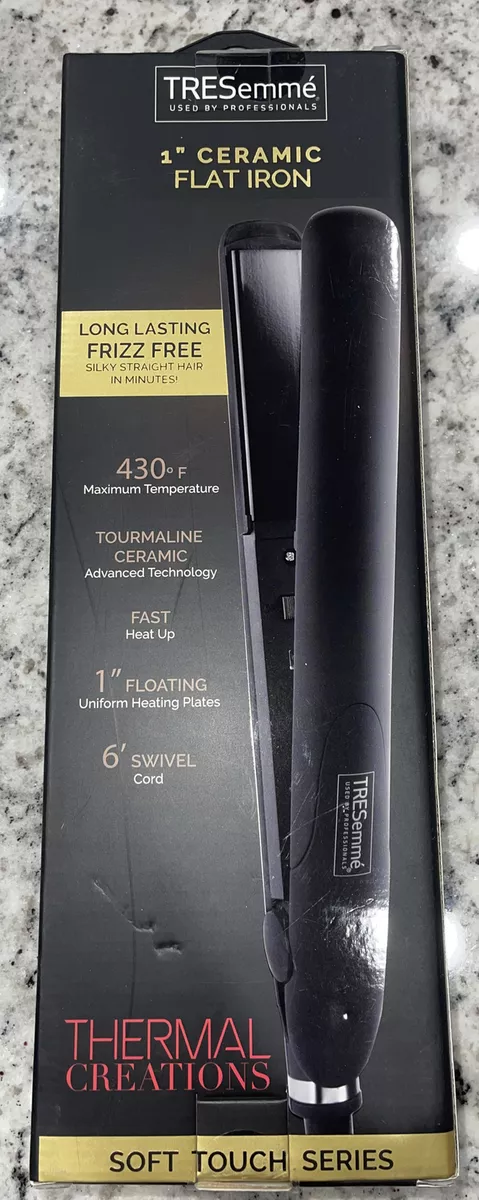 TRESemmé
USED BY PROFESSIONALS
1" CERAMIC
FLAT IRON
LONG LASTING
FRIZZ FREE
SILKY STRAIGHT HAIR
IN MINUTES!
430° F
Maximum Temperature
TOURMALINE
CERAMIC
Advanced Technology
FAST
Heat Up
1" FLOATING
Uniform Heating Plates
6' SWIVEL
Cord
TRESemmé
USED BY PROFESSIONALS®
THERMAL
CREATIONS
SOFT TOUCH SERIES